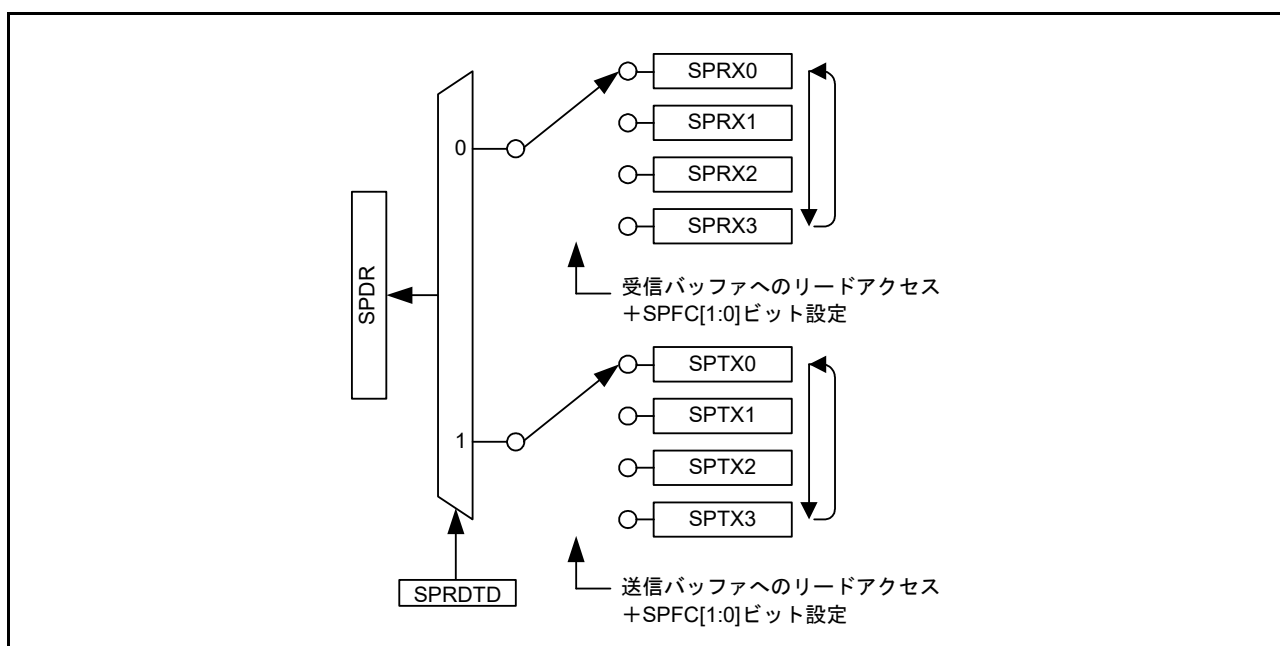 SPRX0
SPRX1
0
SPRX2
SPRX3
SPDR
受信バッファへのリードアクセス
+SPFC[1:0]ビット設定
SPTX0
SPTX1
1
SPTX2
SPTX3
SPRDTD
送信バッファへのリードアクセス
+SPFC[1:0]ビット設定